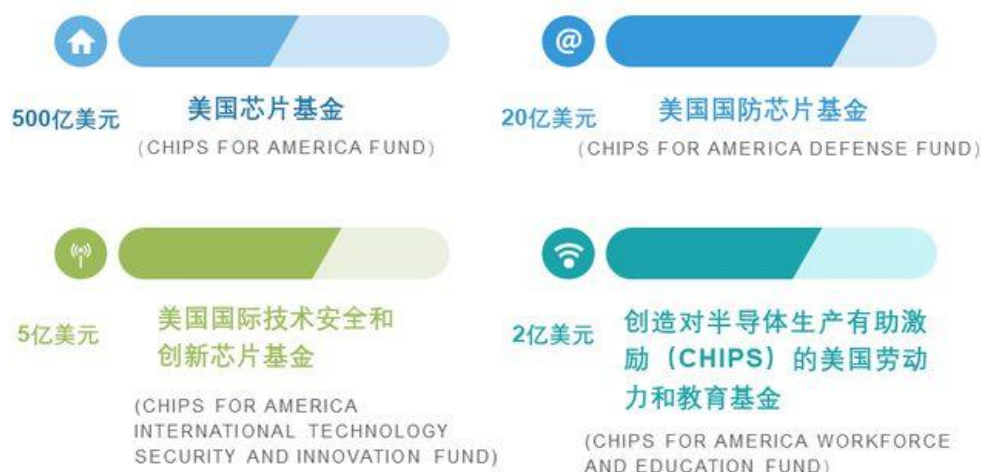 @
500亿美元
美国芯片基金
(CHIPS FOR AMERICA FUND)
20亿美元
美国国防芯片基金
(CHIPS FOR AMERICA DEFENSE FUND)
5亿美元
美国国际技术安全和
创新芯片基金
(CHIPS FOR AMERICA
INTERNATIONAL TECHNOLOGY
SECURITY AND INNOVATION FUND)
2亿美元
创造对半导体生产有助激
励（CHIPS）的美国劳动
力和教育基金
(CHIPS FOR AMERICA WORKFORCE
AND EDUCATION FUND)